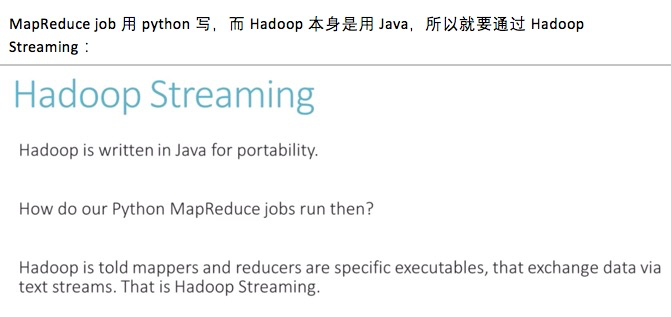 MapReduce job 用 python 写，而 Hadoop 本身是用 Java，所以就要通过 Hadoop
Streaming：
Hadoop Streaming
Hadoop is written in Java for portability.
How do our Python MapReduce jobs run then?
Hadoop is told mappers and reducers are specific executables, that exchange data via
text streams. That is Hadoop Streaming.